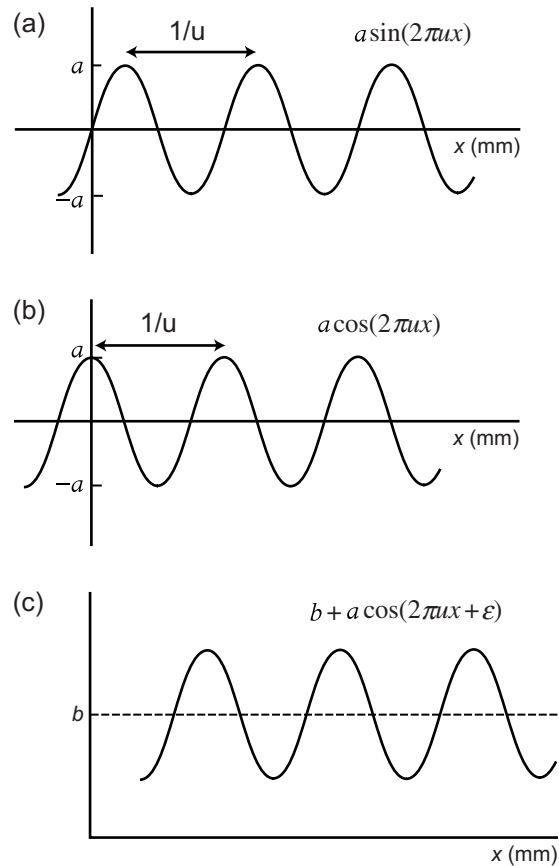 (a)
1/u
a sin(2πux)
a
x (mm)
−a
(b)
1/u
a cos(2πux)
a
x (mm)
−a
(c)
b + a cos(2πux + ε)
b
x (mm)